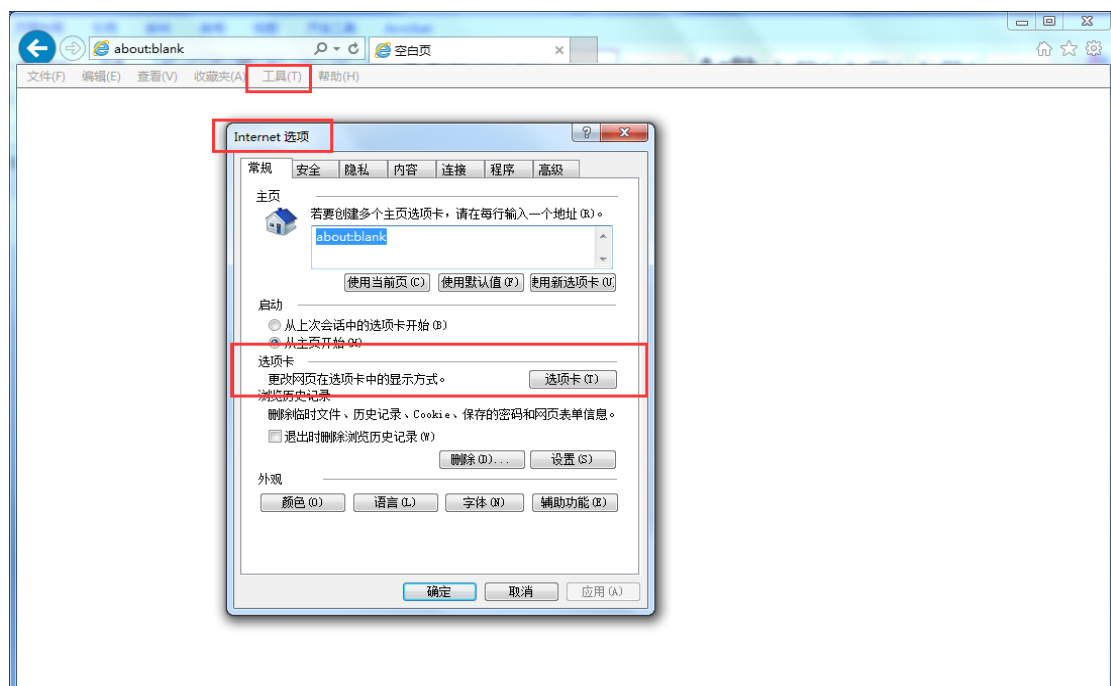 about:blank
空白页
文件(F) 编辑(E) 查看(V) 收藏夹(A) 工具(T) 帮助(H)
Internet 选项
常规 安全 隐私 内容 连接 程序 高级
主页
若要创建多个主页选项卡，请在每行输入一个地址(R)。
about:blank
使用当前页(C) 使用默认值(F) 使用新选项卡(U)
启动
从上次会话中的选项卡开始(B)
从主页开始(H)
选项卡
更改网页在选项卡中的显示方式。 选项卡(T)
浏览历史记录
删除临时文件、历史记录、Cookie、保存的密码和网页表单信息。
退出时删除浏览历史记录(W)
删除(D)... 设置(S)
外观
颜色(O) 语言(L) 字体(N) 辅助功能(E)
确定 取消 应用(A)